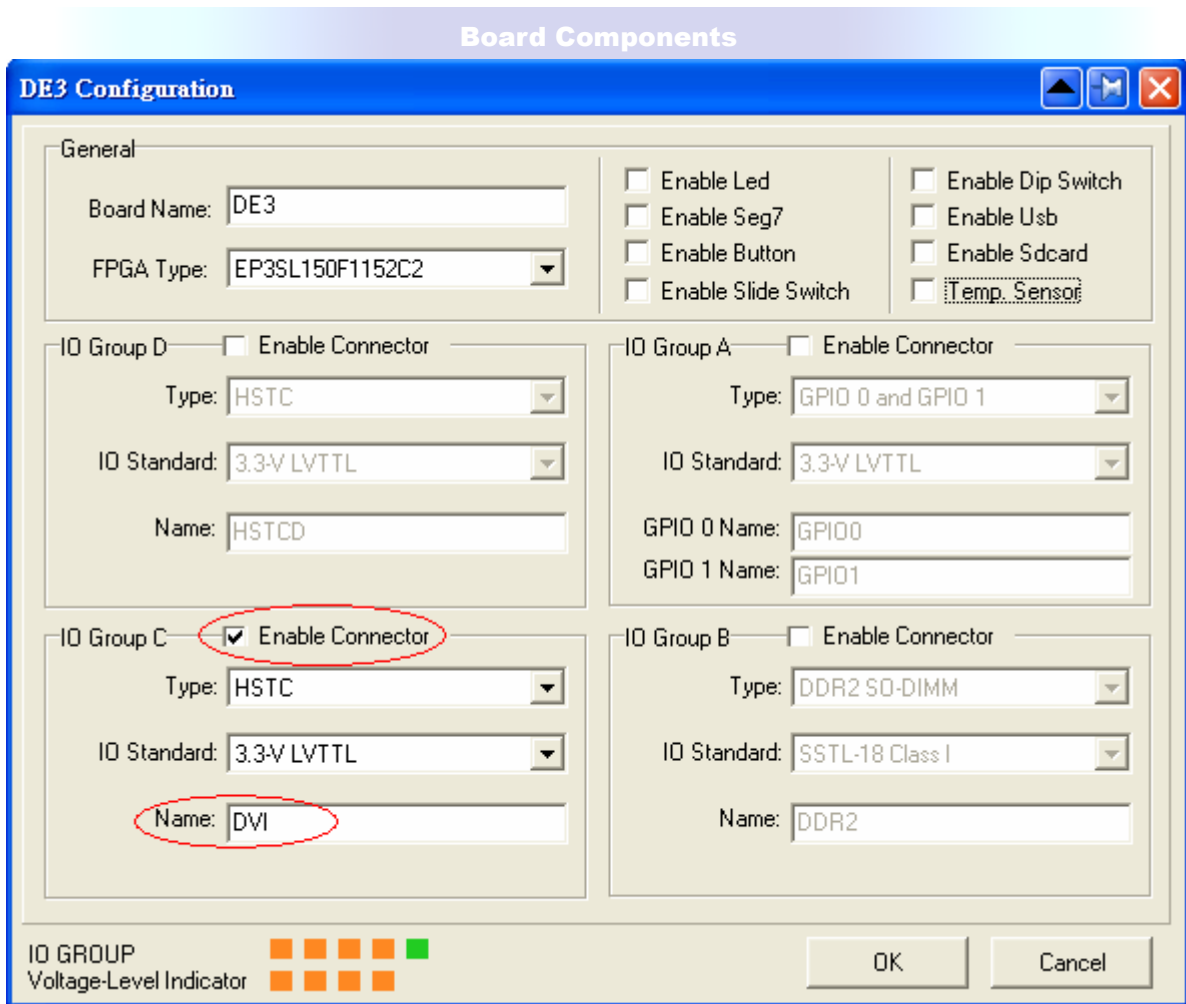 Board Components
DE3 Configuration
General
Board Name: DE3
FPGA Type: EP3SL150F1152C2
Enable Led
Enable Seg7
Enable Button
Enable Slide Switch
Enable Dip Switch
Enable Usb
Enable Sdcard
Temp. Sensor
IO Group D Enable Connector
Type: HSTC
IO Standard: 3.3-V LVTTL
Name: HSTCD
IO Group A Enable Connector
Type: GPIO 0 and GPIO 1
IO Standard: 3.3-V LVTTL
GPIO 0 Name: GPIO0
GPIO 1 Name: GPIO1
IO Group C Enable Connector
Type: HSTC
IO Standard: 3.3-V LVTTL
Name: DVI
IO Group B Enable Connector
Type: DDR2 SO-DIMM
IO Standard: SSTL-18 Class I
Name: DDR2
IO GROUP
Voltage-Level Indicator
OK
Cancel